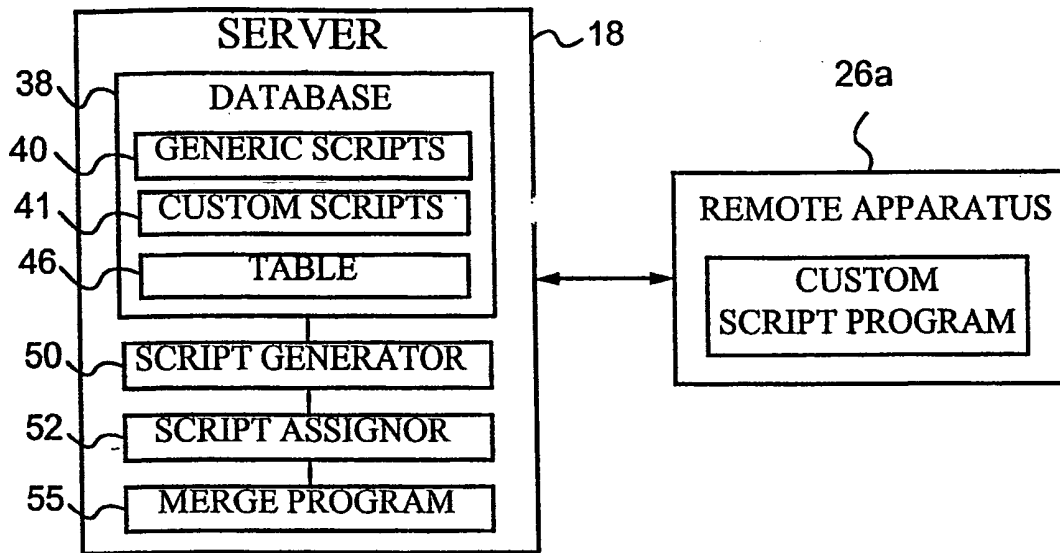 SERVER
18
38
DATABASE
40
GENERIC SCRIPTS
41
CUSTOM SCRIPTS
46
TABLE
50
SCRIPT GENERATOR
52
SCRIPT ASSIGNOR
55
MERGE PROGRAM
26a
REMOTE APPARATUS
CUSTOM
SCRIPT PROGRAM